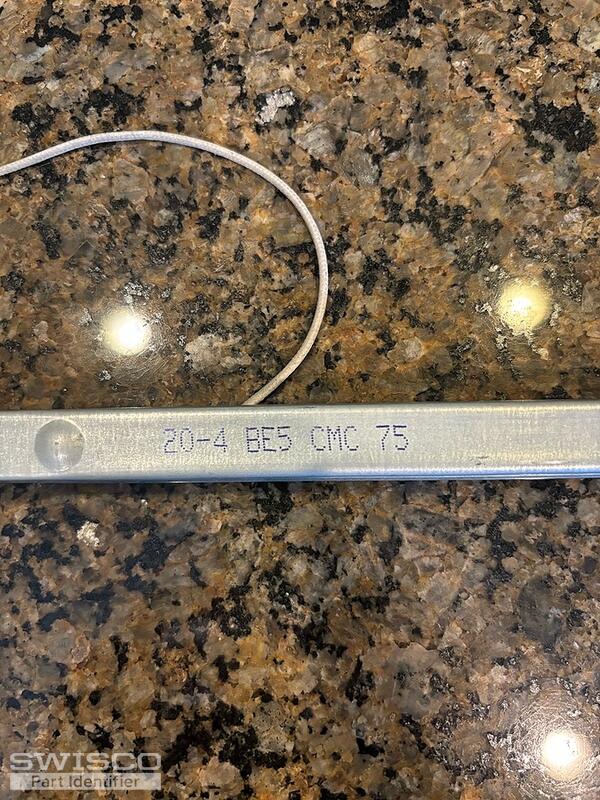 20-4 BE5 CMC 75
SWISCO
Part Identifier